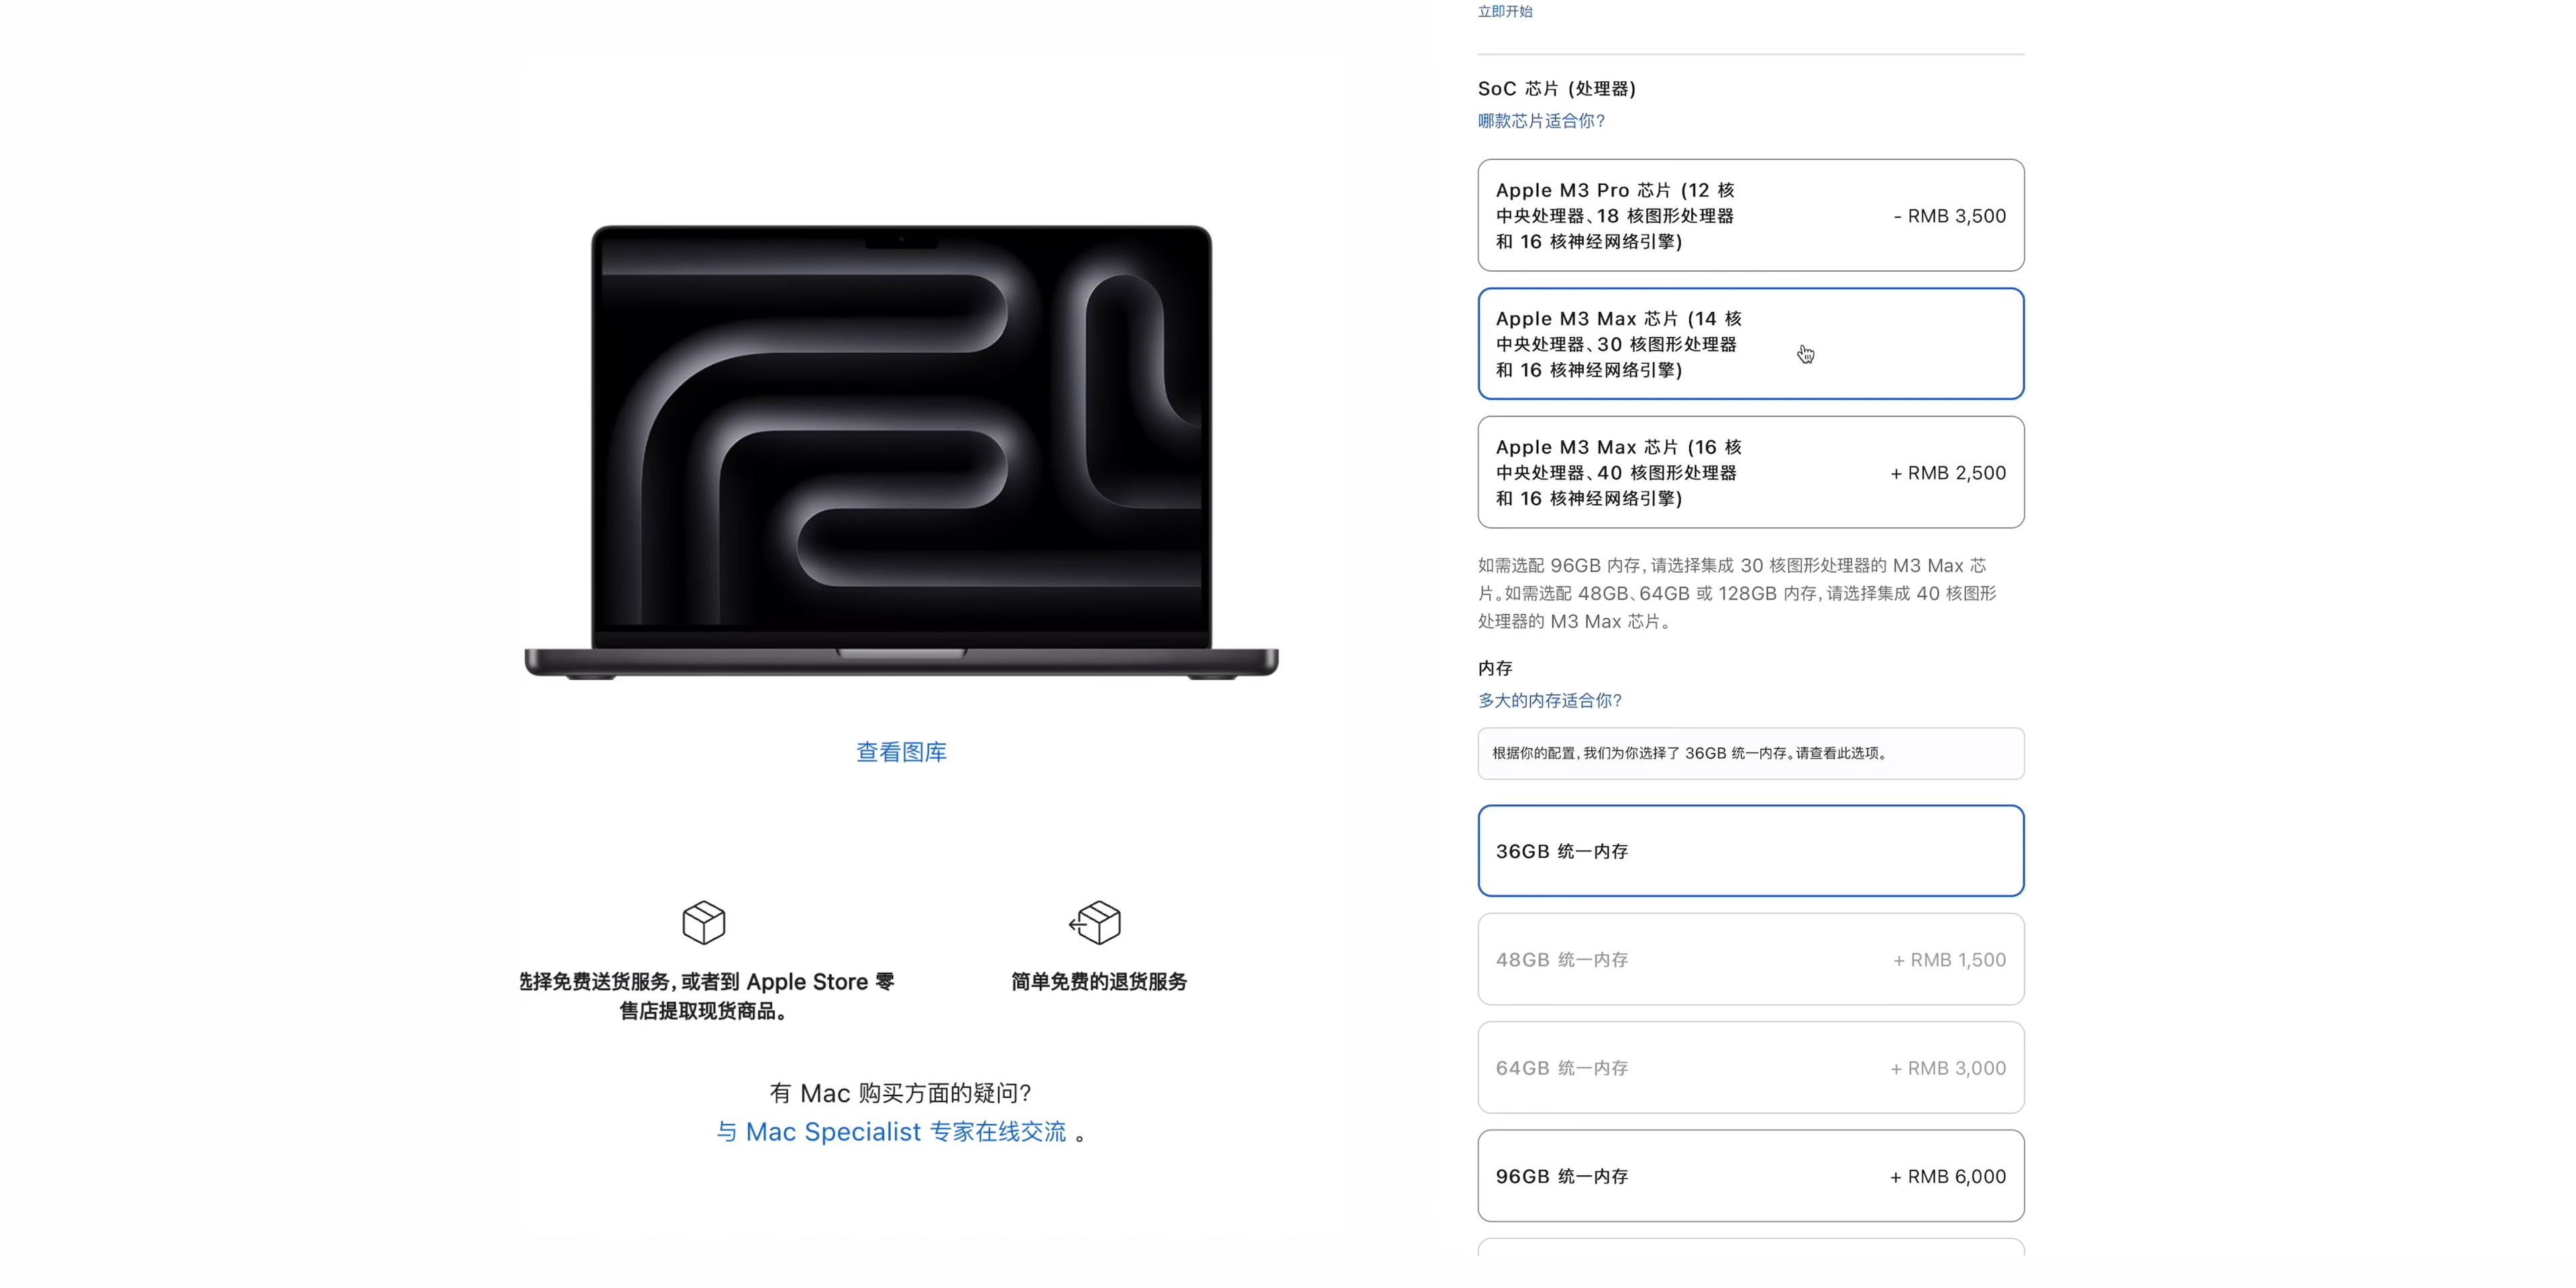 查看图库
选择免费送货服务，或者到 Apple Store 零
售店提取现货商品。
简单免费的退货服务
有 Mac 购买方面的疑问？
与 Mac Specialist 专家在线交流 。
立即开始
SoC 芯片 (处理器)
哪款芯片适合你？
Apple M3 Pro 芯片 (12 核
中央处理器、18 核图形处理器
和 16 核神经网络引擎)
- RMB 3,500
Apple M3 Max 芯片 (14 核
中央处理器、30 核图形处理器
和 16 核神经网络引擎)
Apple M3 Max 芯片 (16 核
中央处理器、40 核图形处理器
和 16 核神经网络引擎)
+ RMB 2,500
如需选配 96GB 内存，请选择集成 30 核图形处理器的 M3 Max 芯
片。如需选配 48GB、64GB 或 128GB 内存，请选择集成 40 核图形
处理器的 M3 Max 芯片。
内存
多大的内存适合你？
根据你的配置，我们为你选择了 36GB 统一内存。请查看此选项。
36GB 统一内存
48GB 统一内存 + RMB 1,500
64GB 统一内存 + RMB 3,000
96GB 统一内存 + RMB 6,000